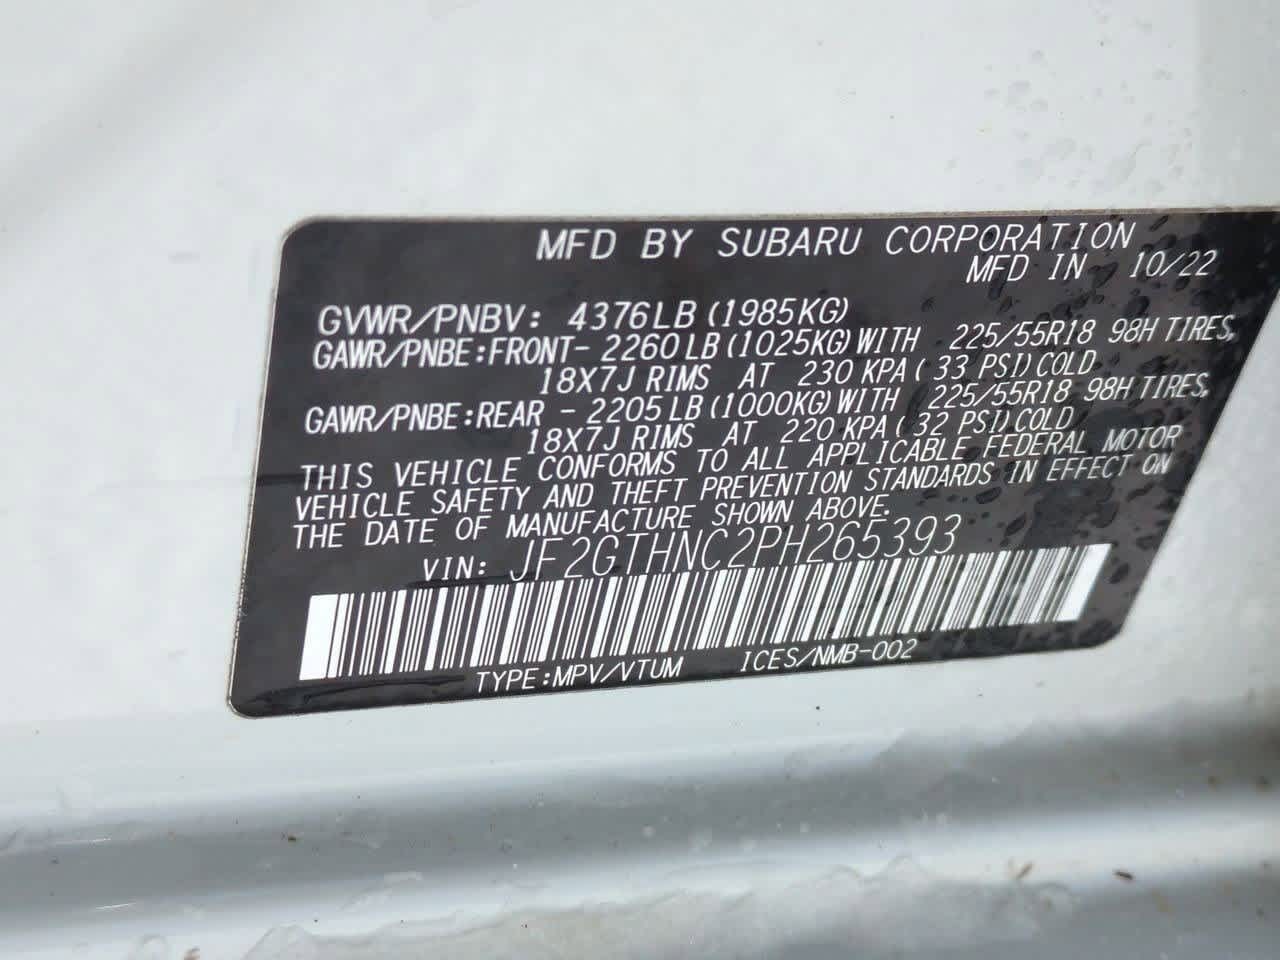 MFD BY SUBARU CORPORATION
MFD IN 10/22
GVWR/PNBV: 4376LB (1985KG)
GAWR/PNBE:FRONT- 2260LB (1025KG) WITH 225/55R18 98H TIRES,
18X7J RIMS AT 230 KPA ( 33 PSI) COLD
GAWR/PNBE:REAR - 2205LB (1000KG) WITH 225/55R18 98H TIRES,
18X7J RIMS AT 220 KPA ( 32 PSI) COLD
THIS VEHICLE CONFORMS TO ALL APPLICABLE FEDERAL MOTOR
VEHICLE SAFETY AND THEFT PREVENTION STANDARDS IN EFFECT ON
THE DATE OF MANUFACTURE SHOWN ABOVE.
VIN: JF2GTHNC2PH265393
TYPE:MPV/VTUM ICES/NMB-002